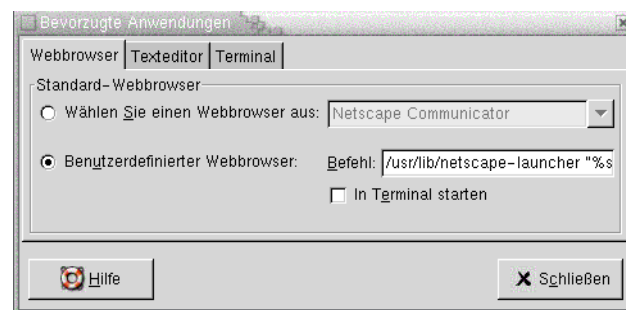 Bevorzugte Anwendungen
Webbrowser Texteditor Terminal
Standard-Webbrowser
Wählen Sie einen Webbrowser aus: Netscape Communicator
Benutzerdefinierter Webbrowser: Befehl: /usr/lib/netscape-launcher "%s
In Terminal starten
Hilfe Schließen